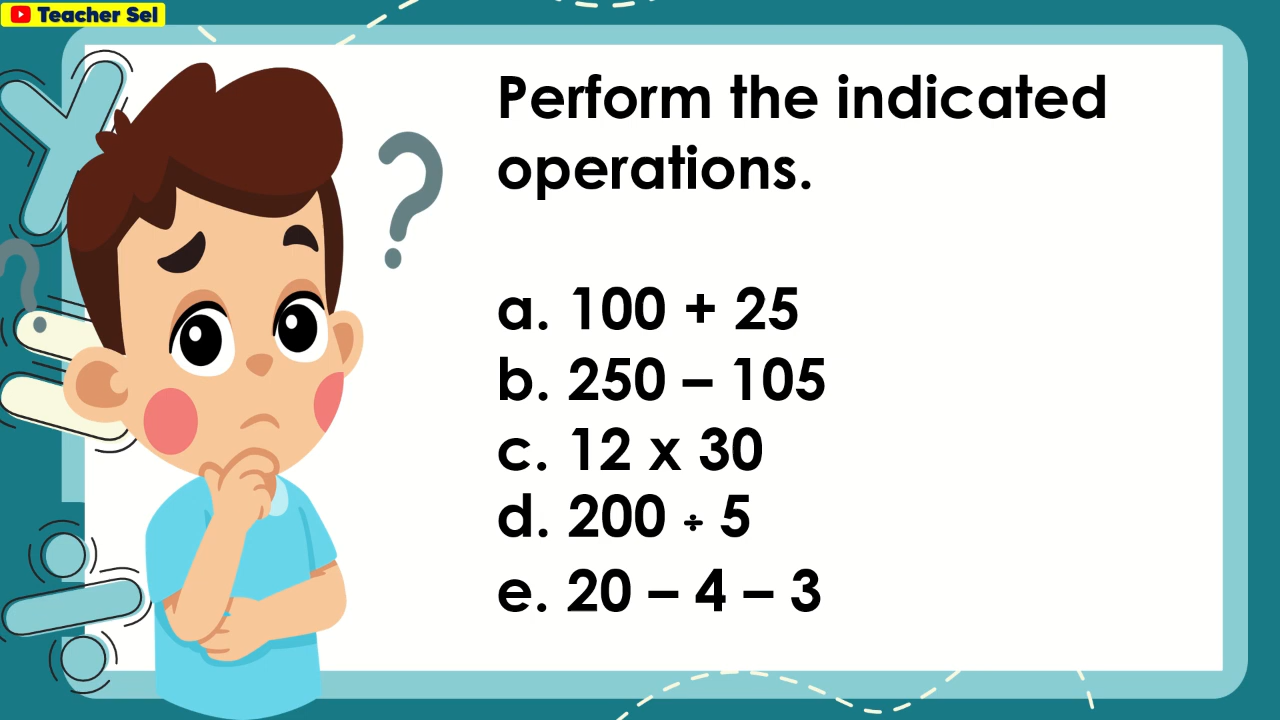 Teacher Sel
Perform the indicated
operations.
a. 100 + 25
b. 250 – 105
c. 12 x 30
d. 200 ÷ 5
e. 20 – 4 – 3